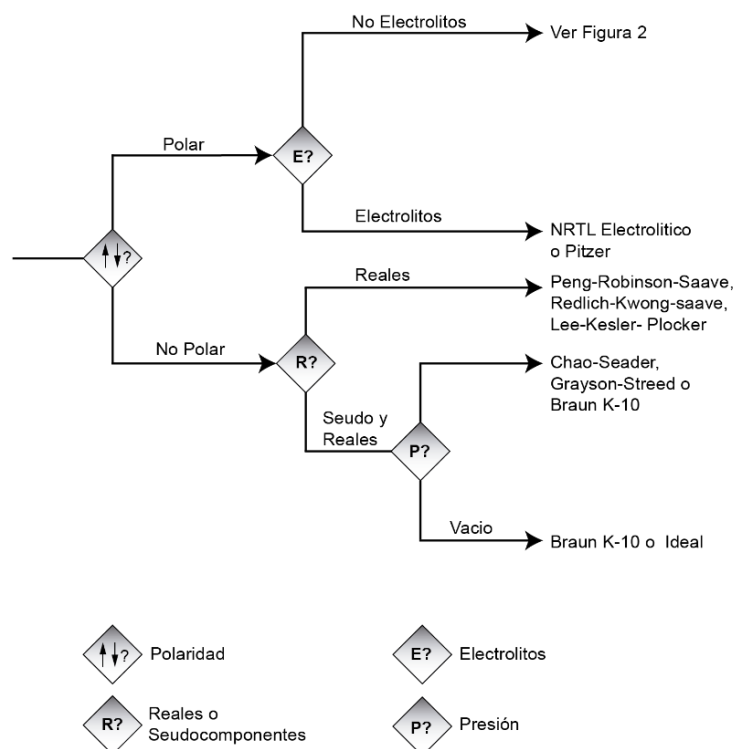 No Electrolitos
Ver Figura 2
Polar
E?
Electrolitos
NRTL Electrolitico
o Pitzer
?
Reales
Peng-Robinson-Saave,
Redlich-Kwong-saave,
Lee-Kesler- Plocker
No Polar
R?
Chao-Seader,
Grayson-Streed o
Braun K-10
Seudo y
Reales
P?
Vacio
Braun K-10 o Ideal
?
Polaridad
E?
Electrolitos
R?
Reales o
Seudocomponentes
P?
Presión